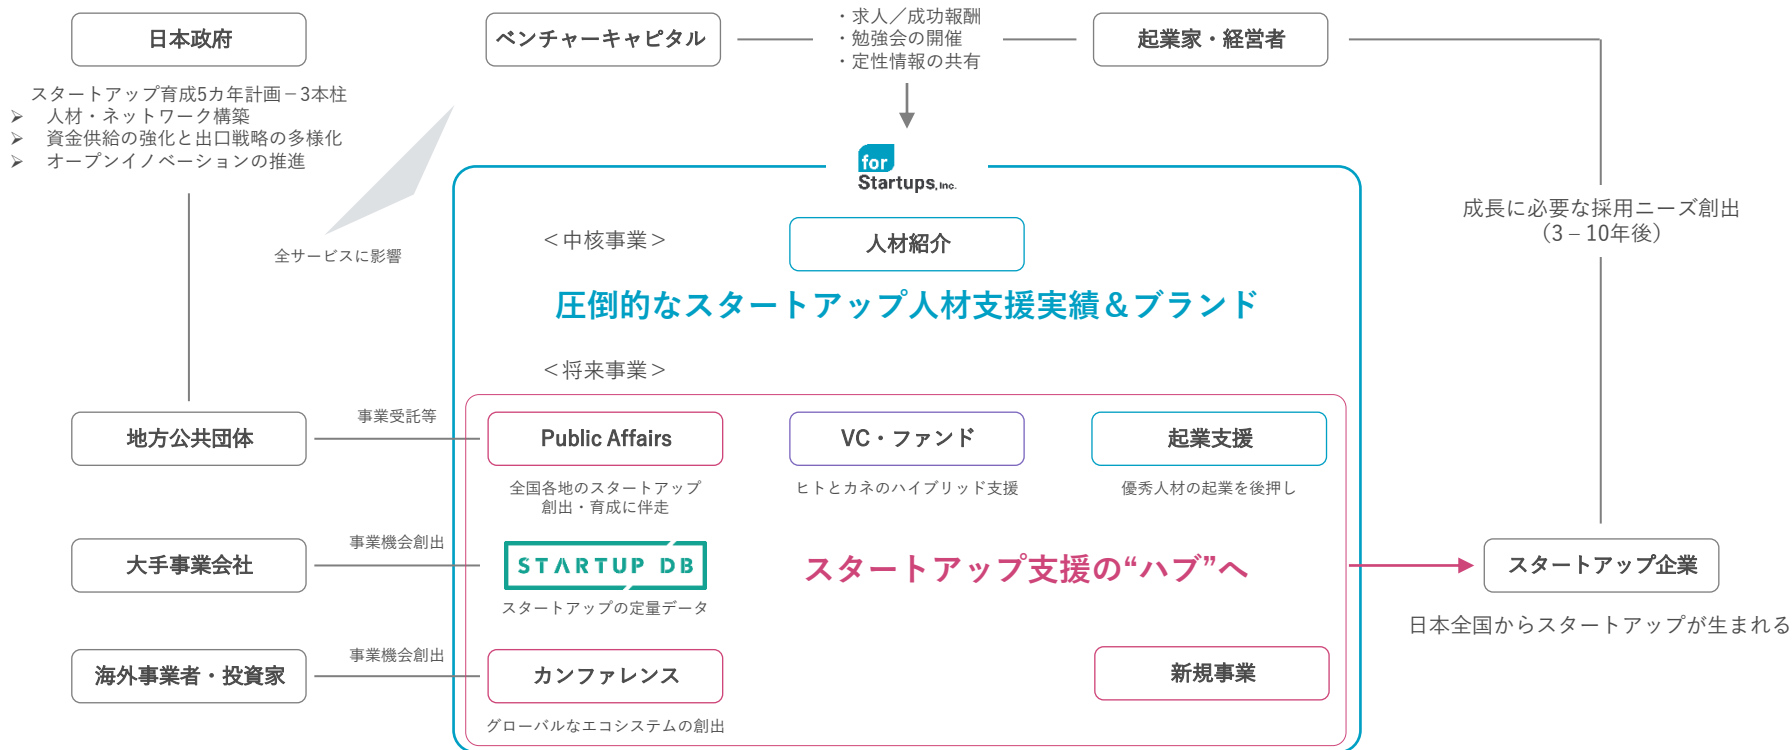 日本政府
スタートアップ育成5カ年計画－3本柱
➢ 人材・ネットワーク構築
➢ 資金供給の強化と出口戦略の多様化
➢ オープンイノベーションの推進
全サービスに影響
ベンチャーキャピタル
・求人／成功報酬
・勉強会の開催
・定性情報の共有
起業家・経営者
for
Startups, Inc.
＜中核事業＞
人材紹介
圧倒的なスタートアップ人材支援実績＆ブランド
成長に必要な採用ニーズ創出
（3－10年後）
＜将来事業＞
地方公共団体
事業受託等
Public Affairs
全国各地のスタートアップ
創出・育成に伴走
VC・ファンド
ヒトとカネのハイブリッド支援
起業支援
優秀人材の起業を後押し
大手事業会社
事業機会創出
STARTUP DB
スタートアップの定量データ
スタートアップ支援の“ハブ”へ
スタートアップ企業
日本全国からスタートアップが生まれる
海外事業者・投資家
事業機会創出
カンファレンス
グローバルなエコシステムの創出
新規事業